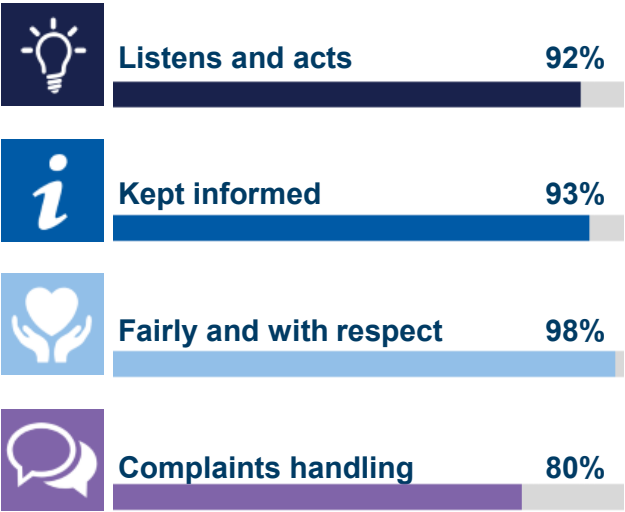 Listens and acts 92%
Kept informed 93%
Fairly and with respect 98%
Complaints handling 80%